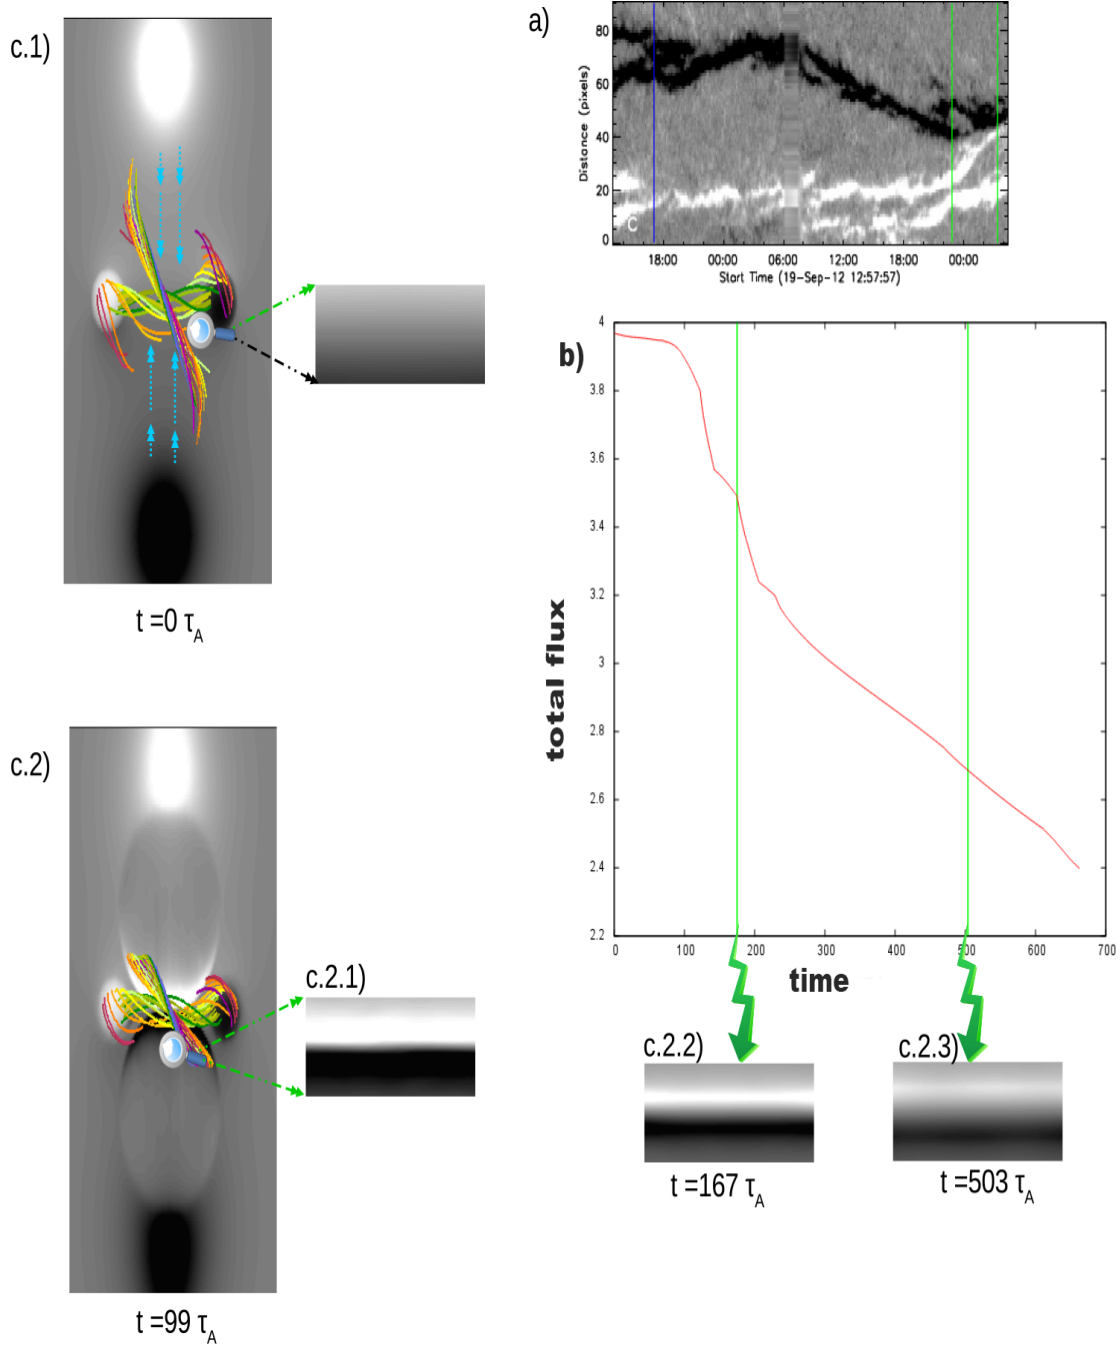 c.1)
t =0 τA
c.2)
c.2.1)
t =99 τA
a)
Distance (pixels)
80
60
40
20
0
C
18:00 00:00 06:00 12:00 18:00 00:00
Start Time (19-Sep-12 12:57:57)
b)
total flux
4
3.8
3.6
3.4
3.2
3
2.8
2.6
2.4
2.2
0 100 200 300 400 500 600 700
time
c.2.2)
t =167 τA
c.2.3)
t =503 τA